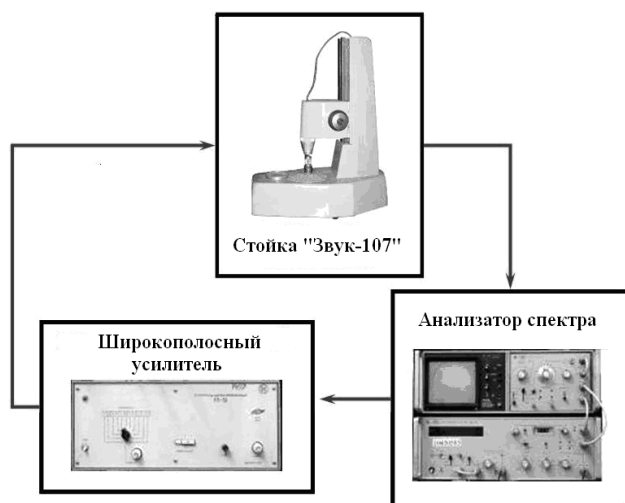 Стойка "Звук-107"
Анализатор спектра
Широкополосный
усилитель